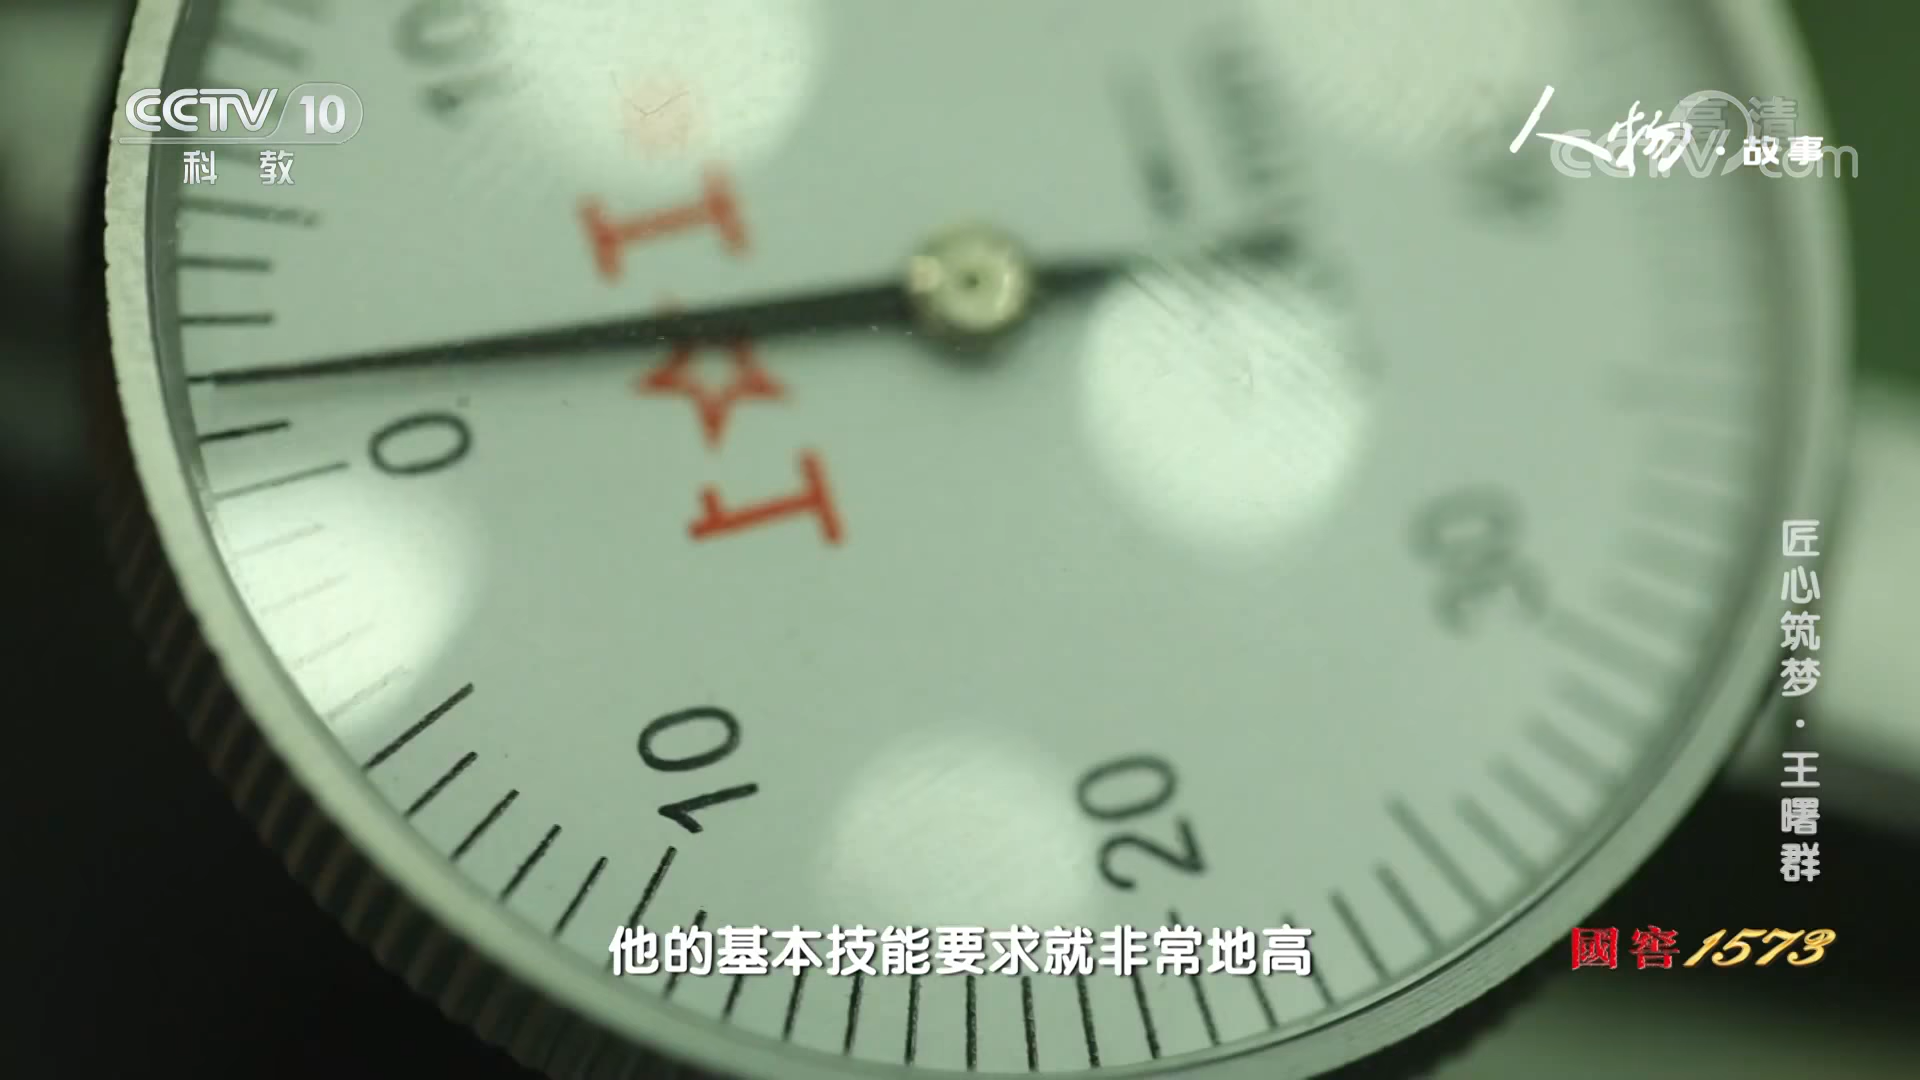 CCTV 10
科 教
人物·故事
高清
CCTV.com
0
10
20
匠心筑梦·王曙群
他的基本技能要求就非常地高
國窖1573